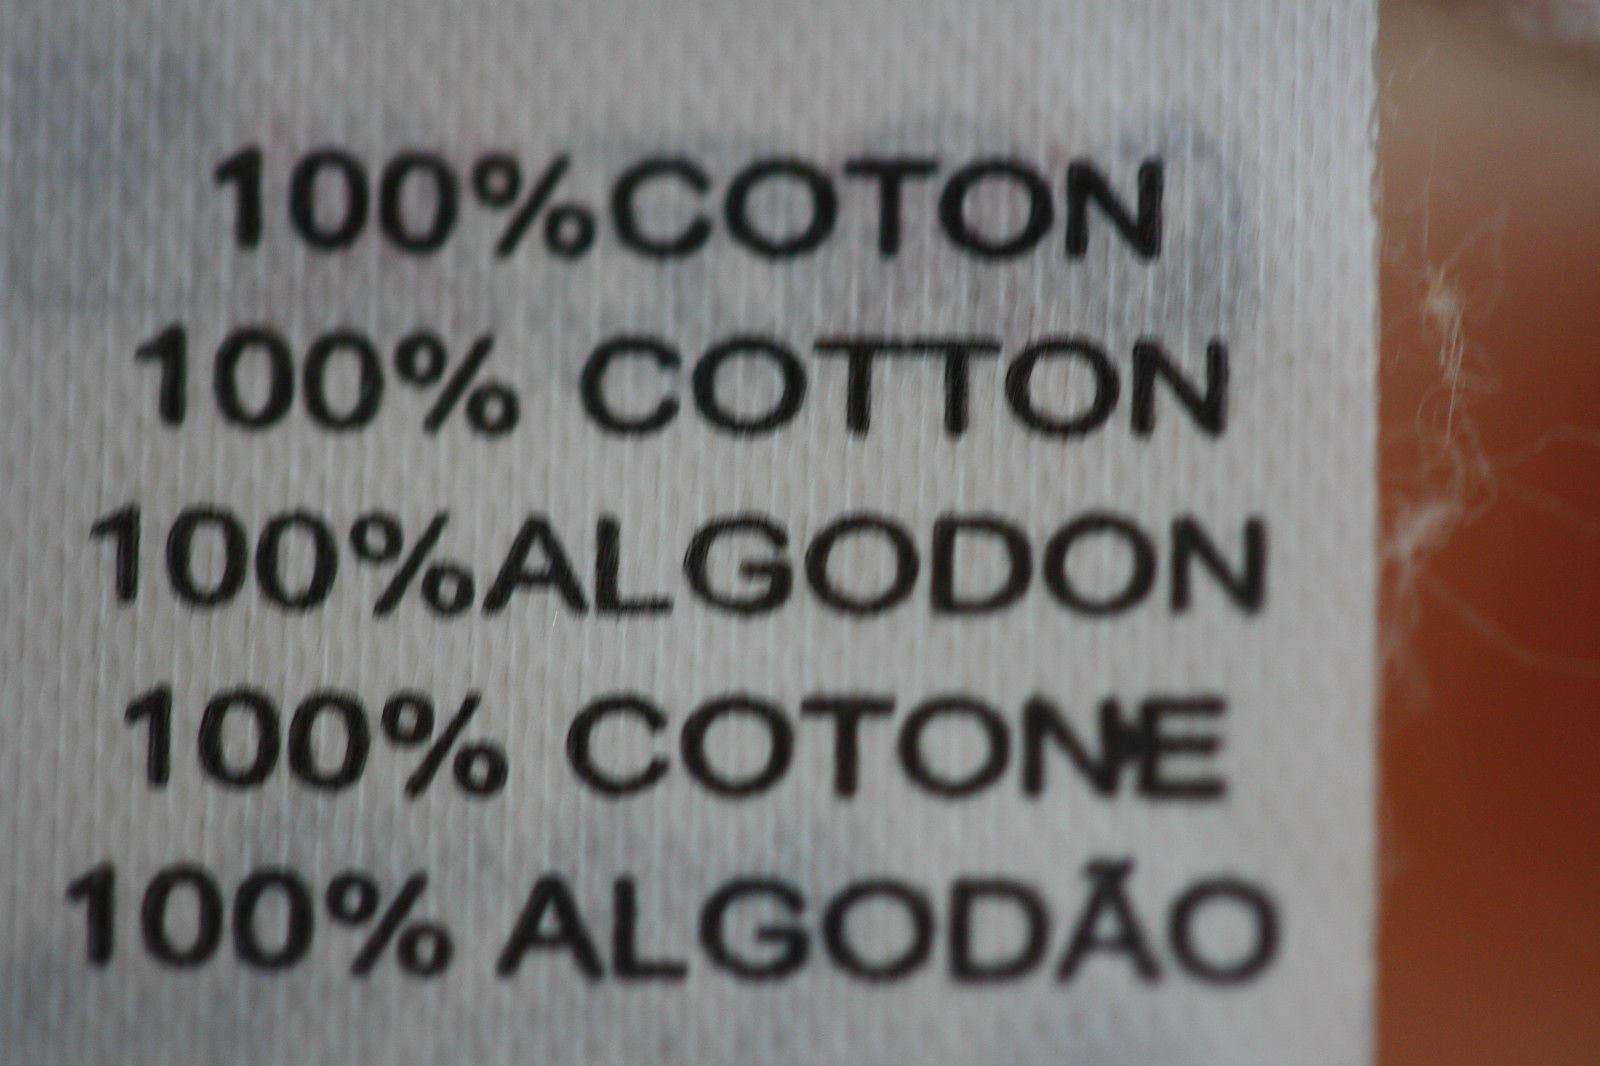 100%COTON
100% COTTON
100%ALGODON
100% COTONE
100% ALGODÃO